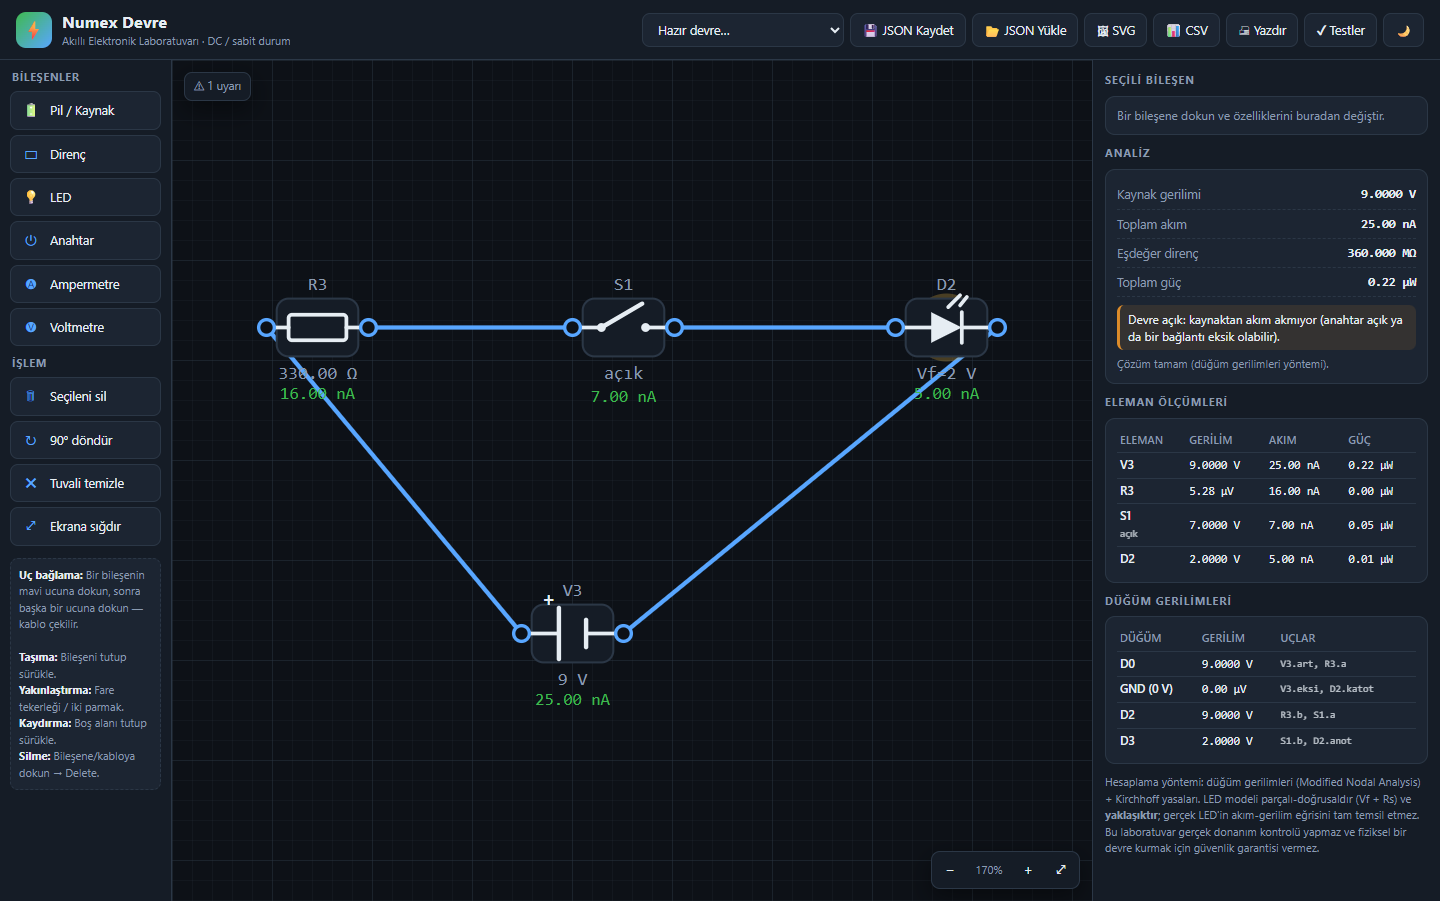 Numex Devre
Akıllı Elektronik Laboratuvarı · DC / sabit durum
Hazır devre...
JSON Kaydet
JSON Yükle
SVG
CSV
Yazdır
✓ Testler
BİLEŞENLER
Pil / Kaynak
Direnç
LED
Anahtar
A Ampermetre
V Voltmetre
İŞLEM
Seçileni sil
↻ 90° döndür
✕ Tuvali temizle
⤢ Ekrana sığdır
Uç bağlama: Bir bileşenin
mavi ucuna dokun, sonra
başka bir ucuna dokun —
kablo çekilir.
Taşıma: Bileşeni tutup
sürükle.
Yakınlaştırma: Fare
tekerleği / iki parmak.
Kaydırma: Boş alanı tutup
sürükle.
Silme: Bileşene/kabloya
dokun → Delete.
⚠ 1 uyarı
R3
330.00 Ω
16.00 nA
S1
açık
7.00 nA
D2
Vf=2 V
5.00 nA
V3
+
9 V
25.00 nA
− 170% + ⤢
SEÇİLİ BİLEŞEN
Bir bileşene dokun ve özelliklerini buradan değiştir.
ANALİZ
Kaynak gerilimi 9.0000 V
Toplam akım 25.00 nA
Eşdeğer direnç 360.000 MΩ
Toplam güç 0.22 µW
Devre açık: kaynaktan akım akmıyor (anahtar açık ya
da bir bağlantı eksik olabilir).
Çözüm tamam (düğüm gerilimleri yöntemi).
ELEMAN ÖLÇÜMLERİ
ELEMAN GERİLİM AKIM GÜÇ
V3 9.0000 V 25.00 nA 0.22 µW
R3 5.28 µV 16.00 nA 0.00 µW
S1
açık
7.0000 V 7.00 nA 0.05 µW
D2 2.0000 V 5.00 nA 0.01 µW
DÜĞÜM GERİLİMLERİ
DÜĞÜM GERİLİM UÇLAR
D0 9.0000 V V3.art, R3.a
GND (0 V) 0.00 µV V3.eksi, D2.katot
D2 9.0000 V R3.b, S1.a
D3 2.0000 V S1.b, D2.anot
Hesaplama yöntemi: düğüm gerilimleri (Modified Nodal Analysis)
+ Kirchhoff yasaları. LED modeli parçalı-doğrusaldır (Vf + Rs) ve
yaklaşıktır; gerçek LED'in akım-gerilim eğrisini tam temsil etmez.
Bu laboratuvar gerçek donanım kontrolü yapmaz ve fiziksel bir
devre kurmak için güvenlik garantisi vermez.